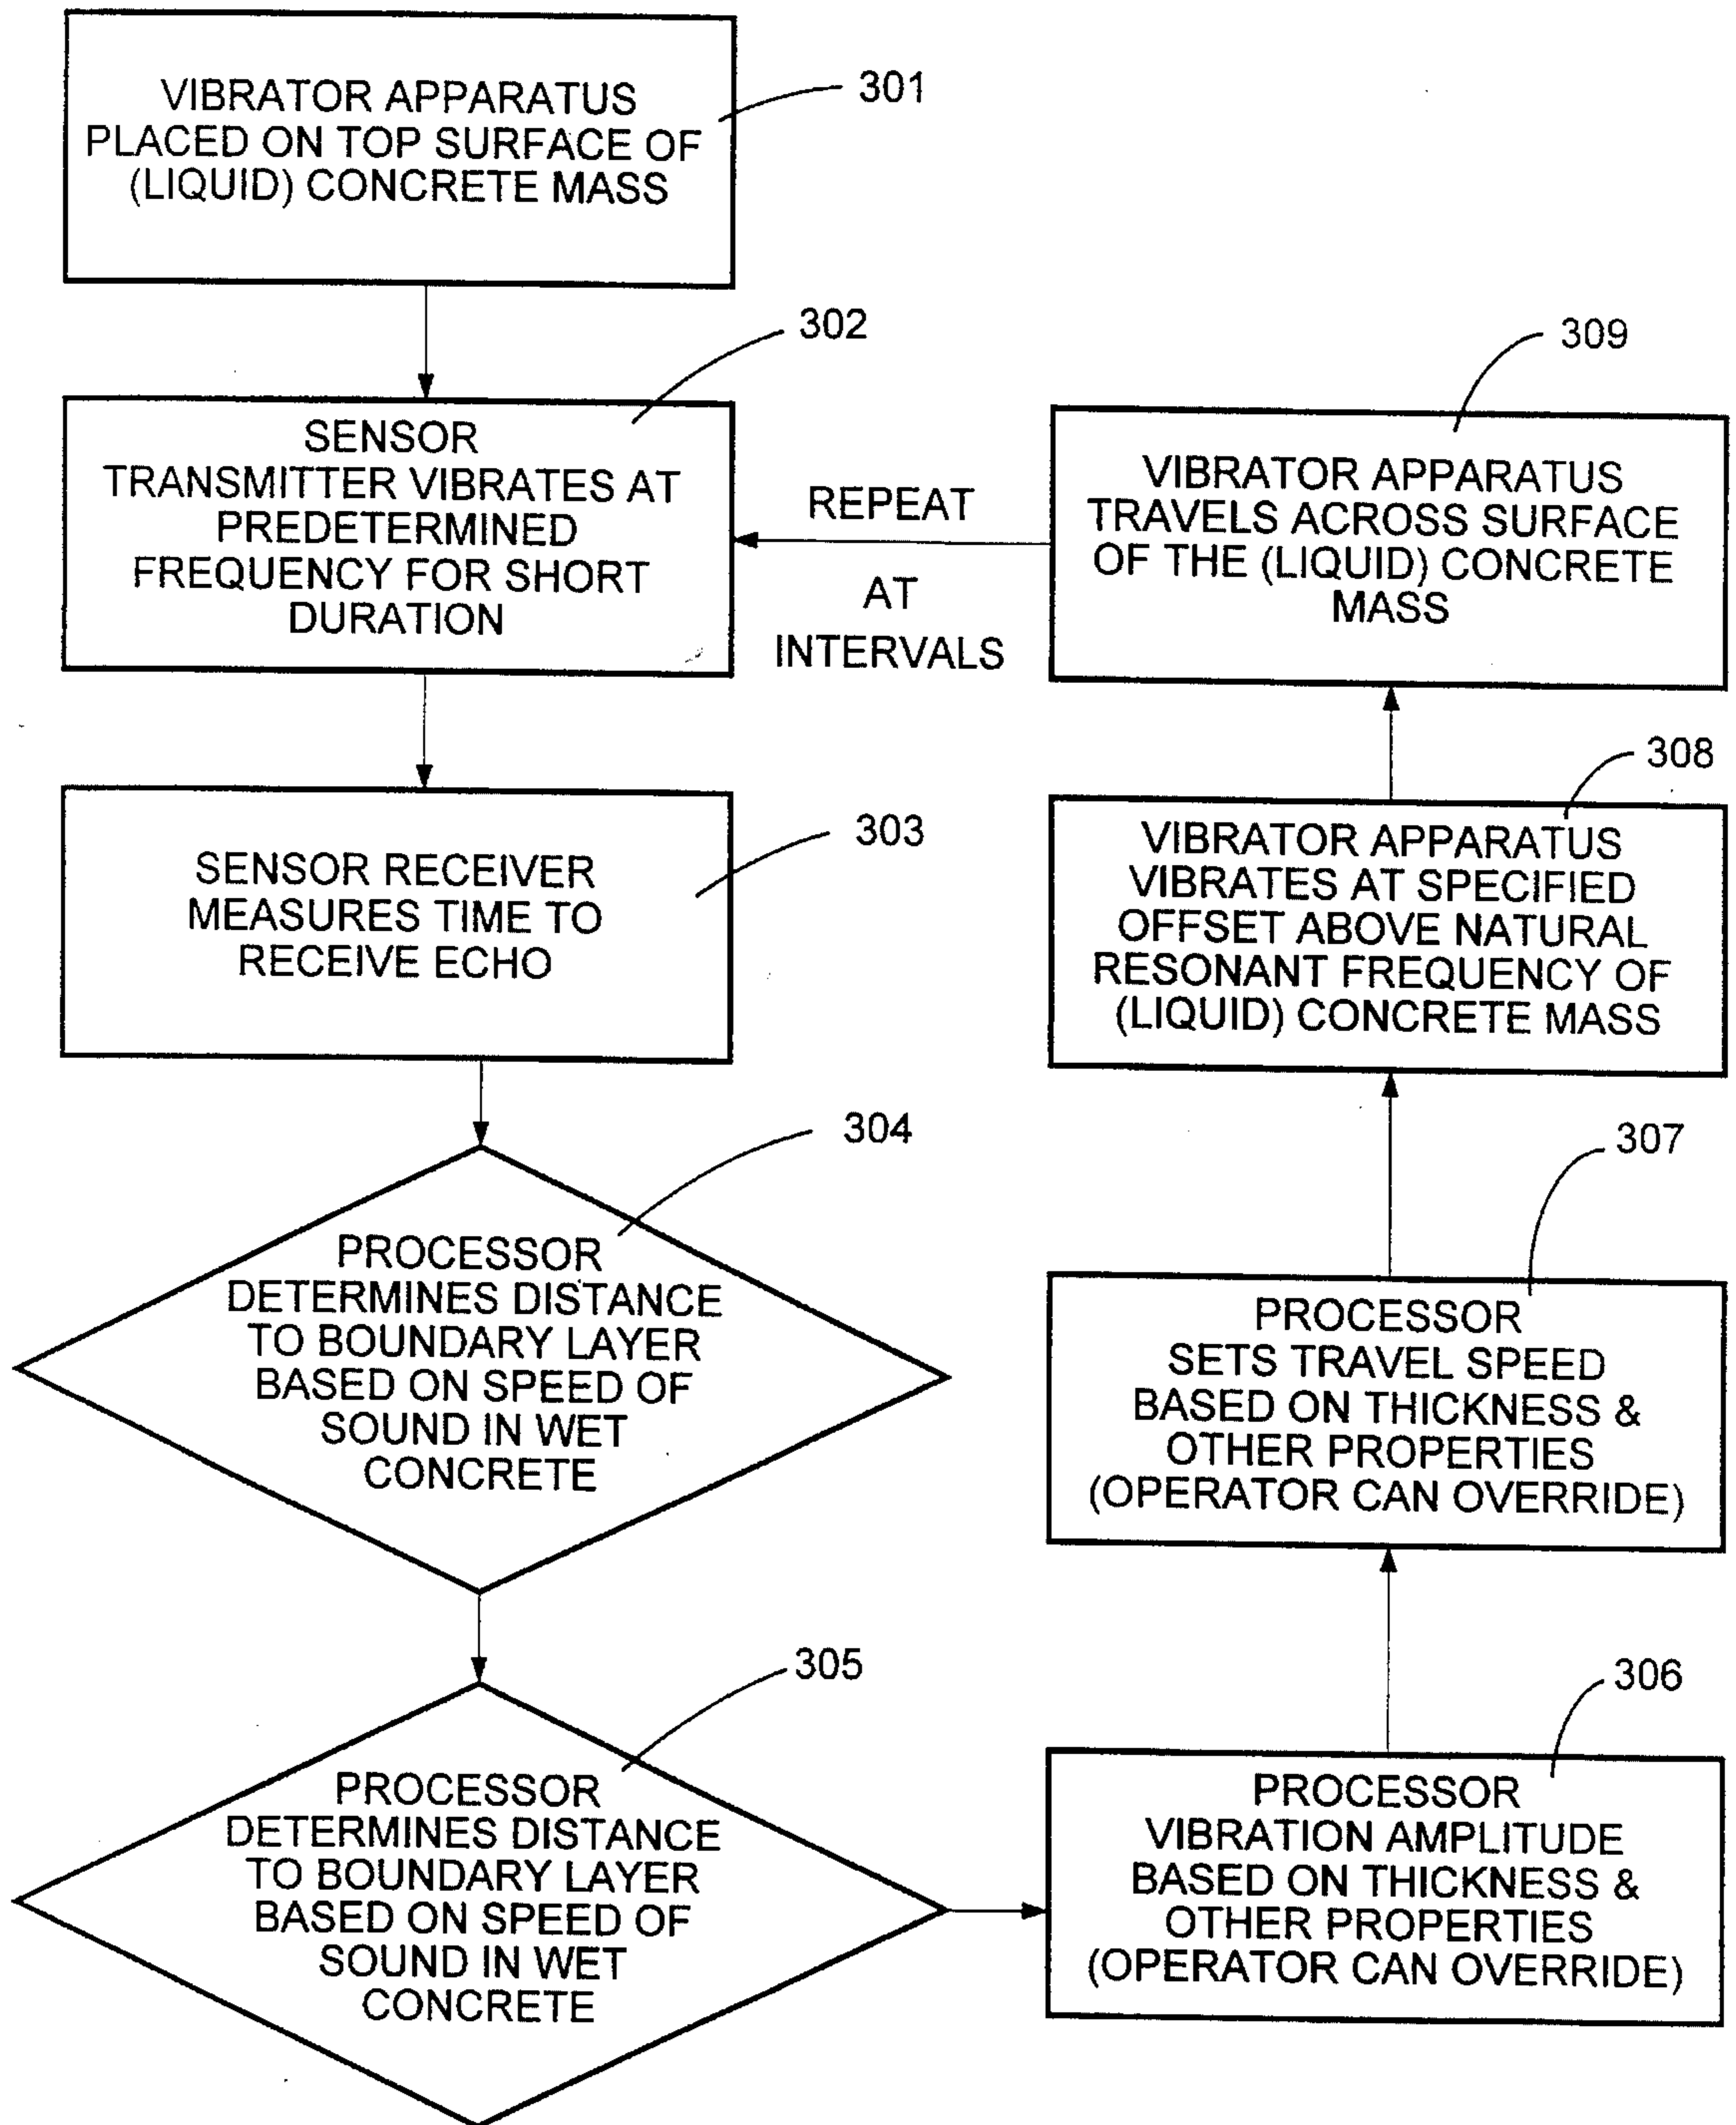 VIBRATOR APPARATUS
PLACED ON TOP SURFACE OF
(LIQUID) CONCRETE MASS
301
302
SENSOR
TRANSMITTER VIBRATES AT
PREDETERMINED
FREQUENCY FOR SHORT
DURATION
303
SENSOR RECEIVER
MEASURES TIME TO
RECEIVE ECHO
304
PROCESSOR
DETERMINES DISTANCE
TO BOUNDARY LAYER
BASED ON SPEED OF
SOUND IN WET
CONCRETE
305
PROCESSOR
DETERMINES DISTANCE
TO BOUNDARY LAYER
BASED ON SPEED OF
SOUND IN WET
CONCRETE
306
PROCESSOR
VIBRATION AMPLITUDE
BASED ON THICKNESS &
OTHER PROPERTIES
(OPERATOR CAN OVERRIDE)
307
PROCESSOR
SETS TRAVEL SPEED
BASED ON THICKNESS &
OTHER PROPERTIES
(OPERATOR CAN OVERRIDE)
308
VIBRATOR APPARATUS
VIBRATES AT SPECIFIED
OFFSET ABOVE NATURAL
RESONANT FREQUENCY OF
(LIQUID) CONCRETE MASS
309
VIBRATOR APPARATUS
TRAVELS ACROSS SURFACE
OF THE (LIQUID) CONCRETE
MASS
REPEAT
AT
INTERVALS